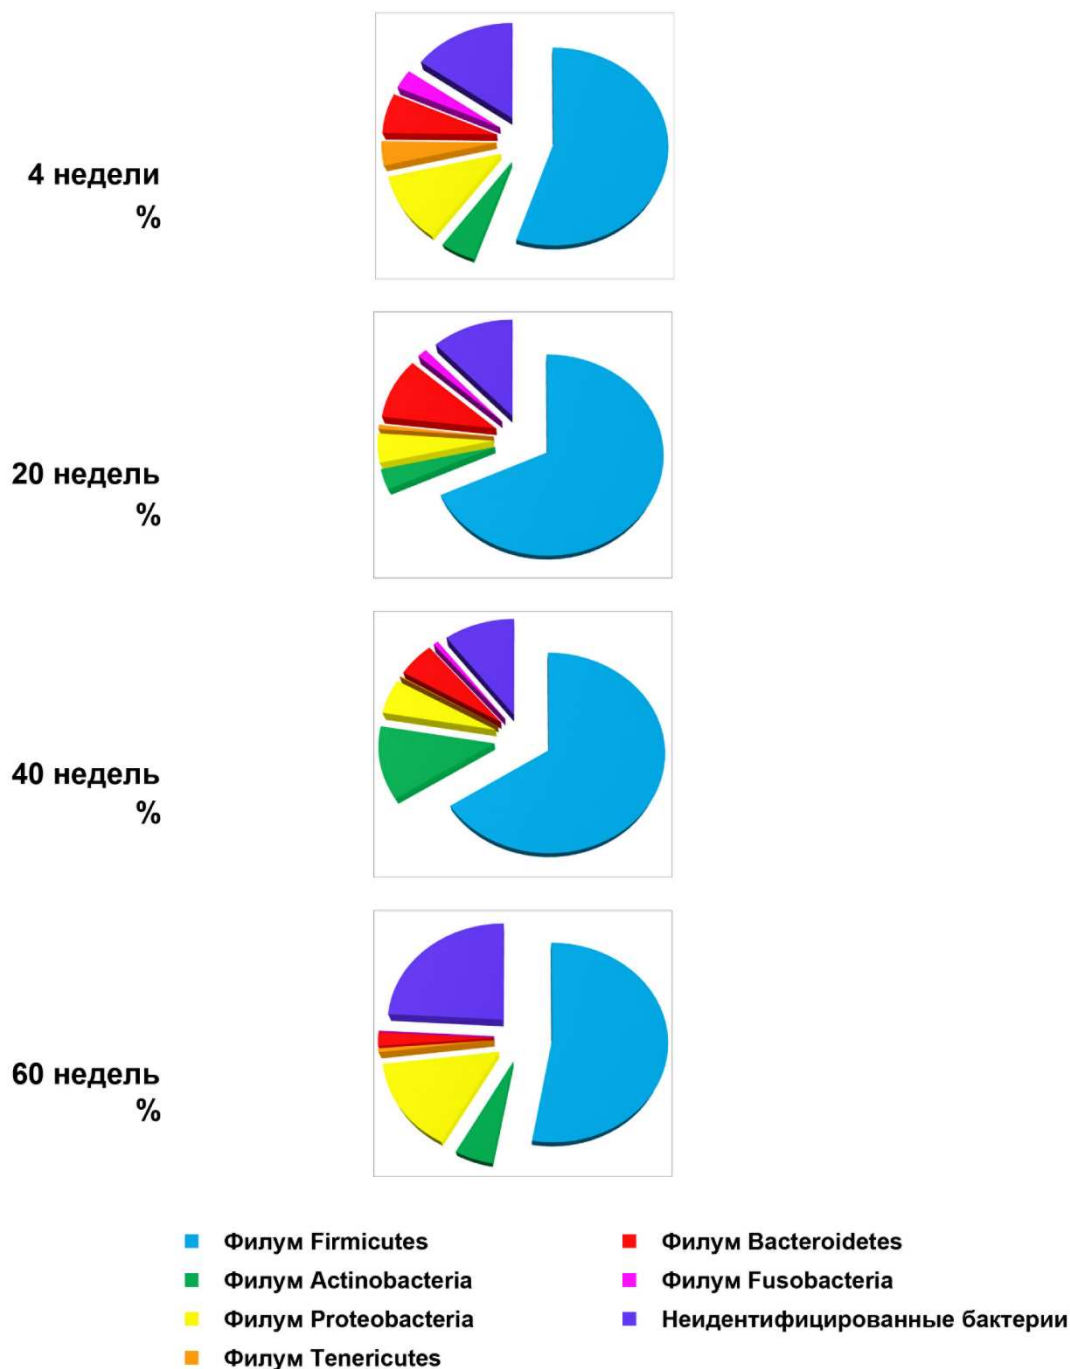 4 недели
%
20 недель
%
40 недель
%
60 недель
%
Филум Firmicutes
Филум Actinobacteria
Филум Proteobacteria
Филум Tenericutes
Филум Bacteroidetes
Филум Fusobacteria
Неидентифицированные бактерии